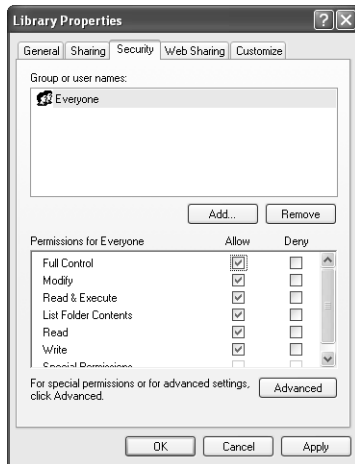 Library Properties
General Sharing Security Web Sharing Customize
Group or user names:
Everyone
Add... Remove
Permissions for Everyone Allow Deny
Full Control
Modify
Read & Execute
List Folder Contents
Read
Write
Special Permissions
For special permissions or for advanced settings, Advanced
click Advanced.
OK Cancel Apply